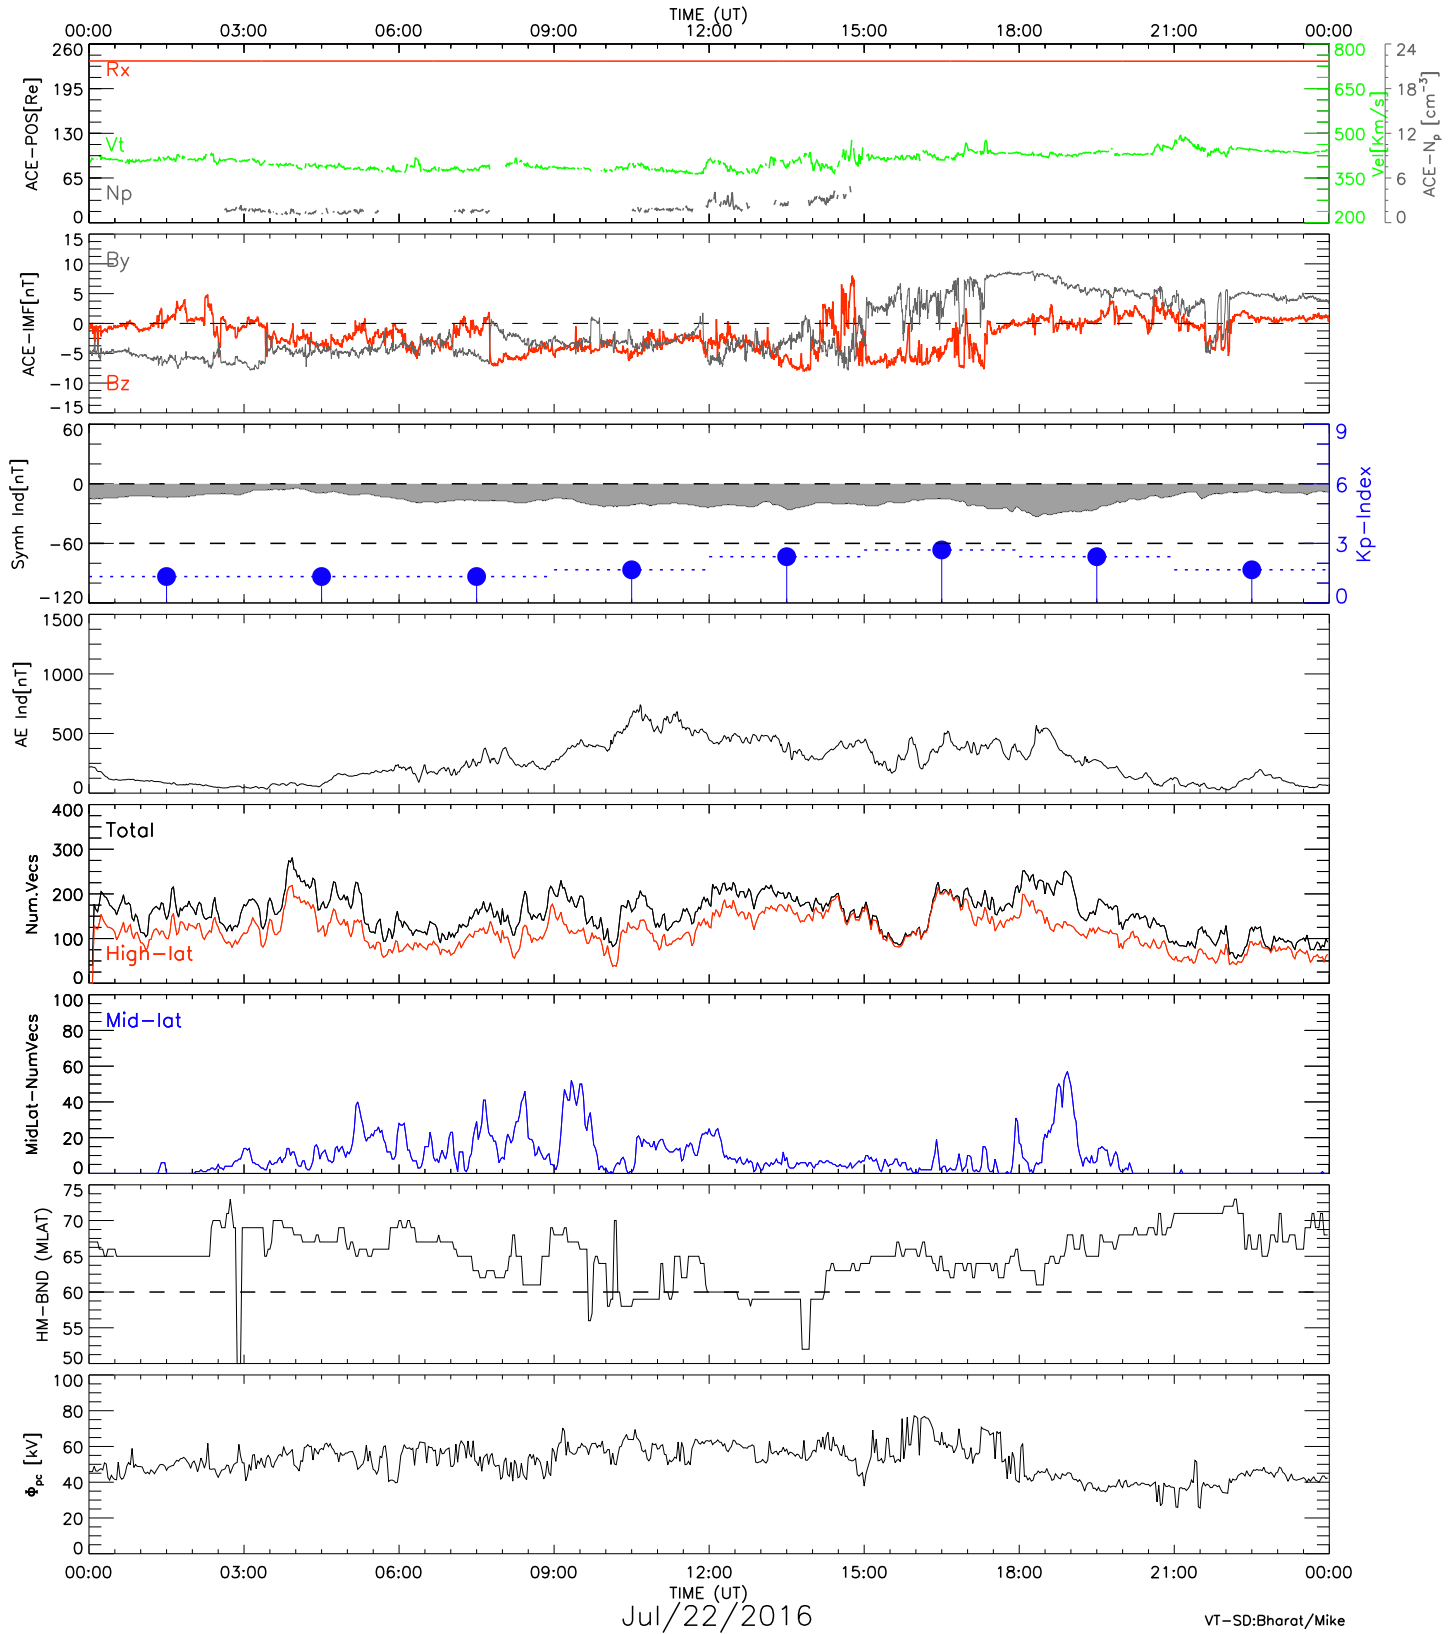 TIME (UT)
00:00 03:00 06:00 09:00 12:00 15:00 18:00 21:00 00:00
ACE-POS[Re]
260
195
130
65
0
Rx
Vt
Np
800
650
500
350
200
Vel[Km/s]
24
18
12
6
0
ACE-Np [cm-3]
ACE-IMF[nT]
15
10
5
0
-5
-10
-15
By
Bz
Symh Ind[nT]
60
0
-60
-120
9
6
3
0
Kp-Index
AE Ind[nT]
1500
1000
500
0
Num.Vecs
400
300
200
100
0
Total
High-lat
MidLat-NumVecs
100
80
60
40
20
0
Mid-lat
HM-BND (MLAT)
75
70
65
60
55
50
Φpc [kV]
100
80
60
40
20
0
00:00 03:00 06:00 09:00 12:00 15:00 18:00 21:00 00:00
TIME (UT)
Jul/22/2016
VT-SD:Bharat/Mike